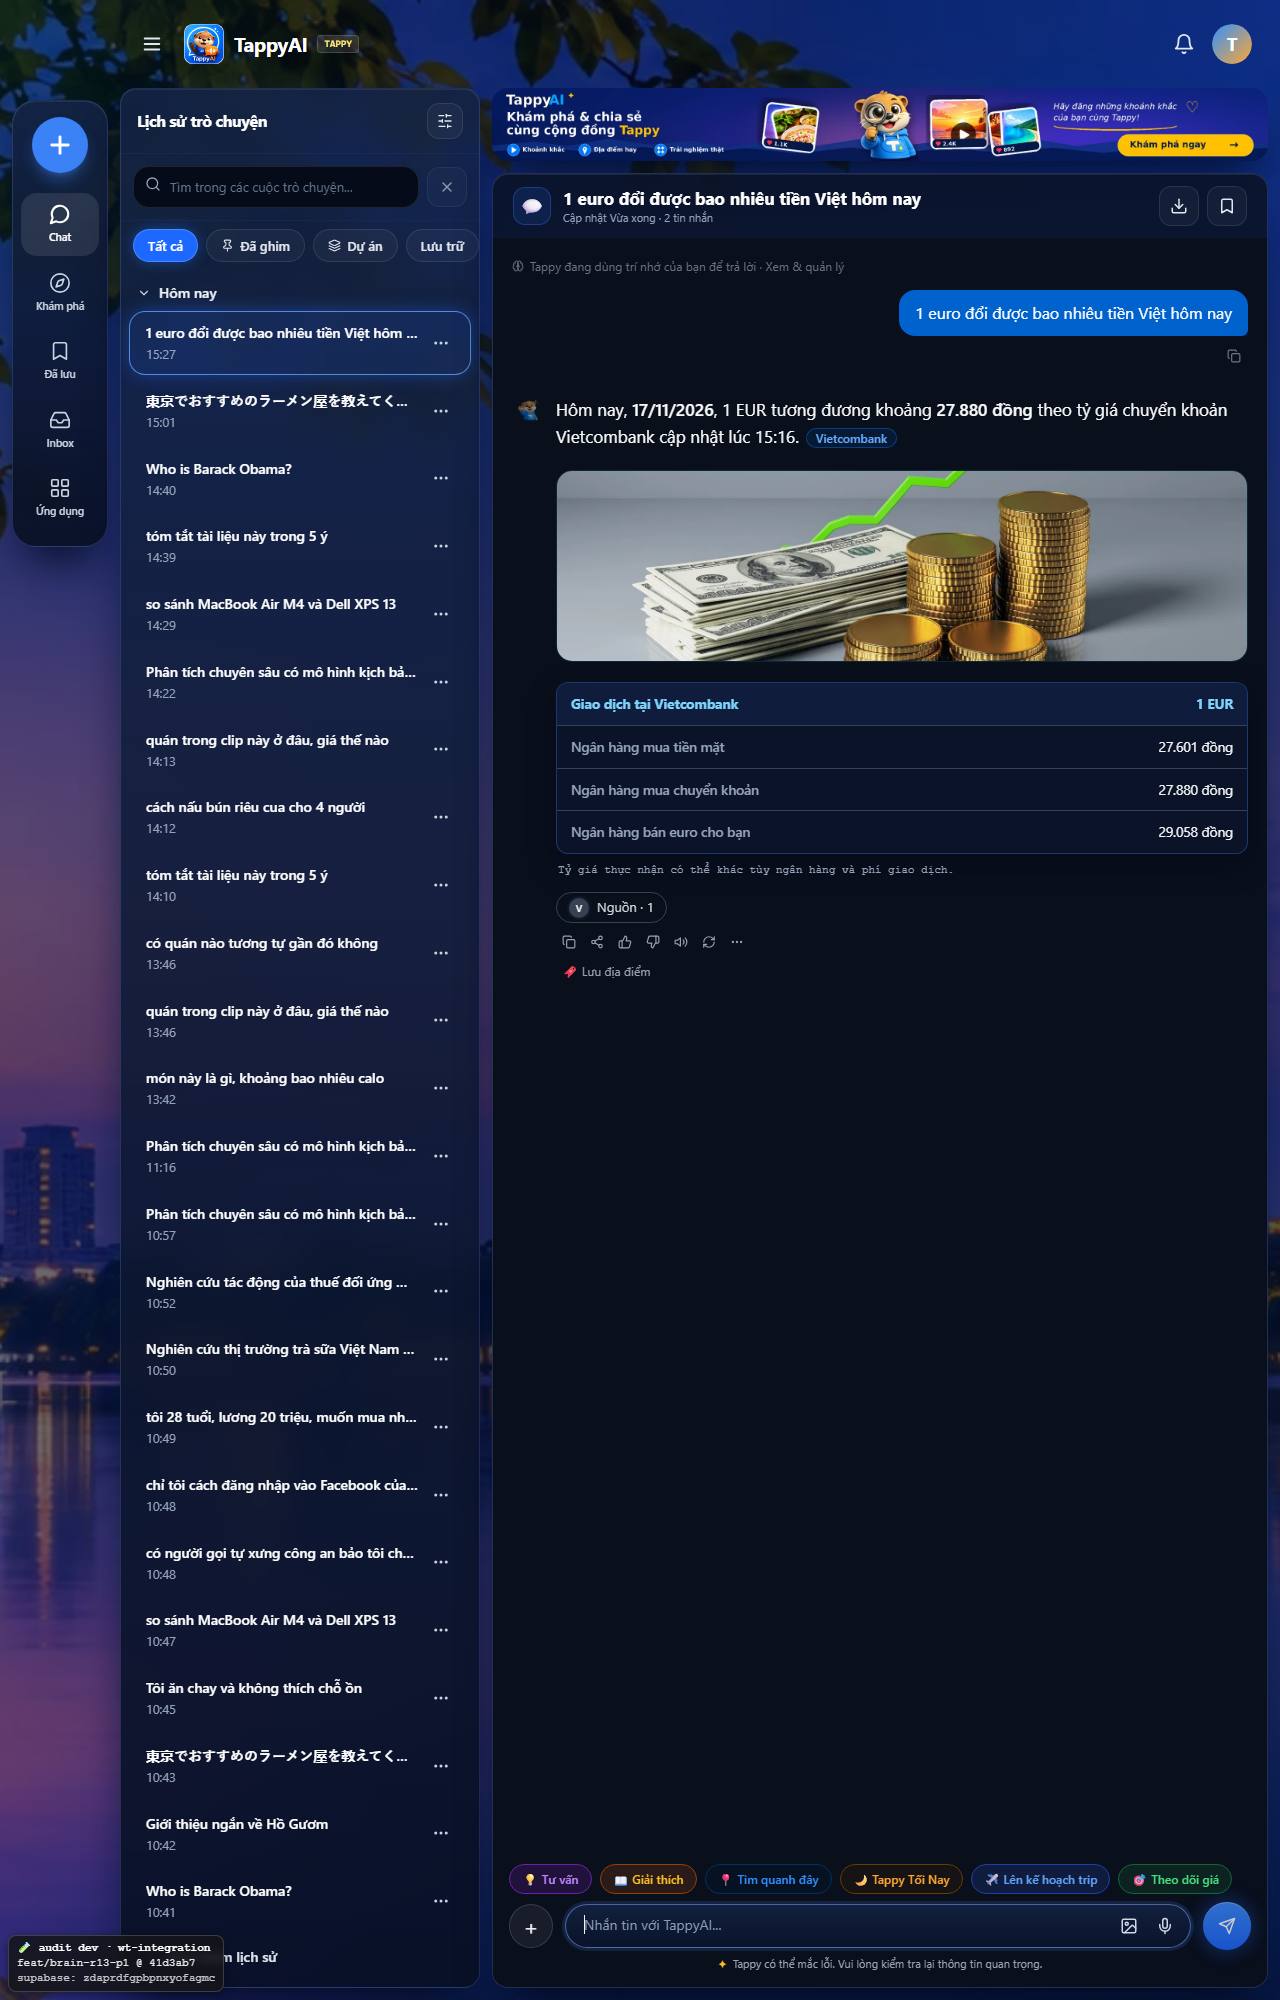 TappyAI TAPPY
T
Chat
Khám phá
Đã lưu
Inbox
Ứng dụng
Lịch sử trò chuyện
Tìm trong các cuộc trò chuyện...
Tất cả
Đã ghim
Dự án
Lưu trữ
Hôm nay
1 euro đổi được bao nhiêu tiền Việt hôm ...
15:27
東京でおすすめのラーメン屋を教えてく...
15:01
Who is Barack Obama?
14:40
tóm tắt tài liệu này trong 5 ý
14:39
so sánh MacBook Air M4 và Dell XPS 13
14:29
Phân tích chuyên sâu có mô hình kịch bả...
14:22
quán trong clip này ở đâu, giá thế nào
14:13
cách nấu bún riêu cua cho 4 người
14:12
tóm tắt tài liệu này trong 5 ý
14:10
có quán nào tương tự gần đó không
13:46
quán trong clip này ở đâu, giá thế nào
13:46
món này là gì, khoảng bao nhiêu calo
13:42
Phân tích chuyên sâu có mô hình kịch bả...
11:16
Phân tích chuyên sâu có mô hình kịch bả...
10:57
Nghiên cứu tác động của thuế đối ứng ...
10:52
Nghiên cứu thị trường trà sữa Việt Nam ...
10:50
tôi 28 tuổi, lương 20 triệu, muốn mua nh...
10:49
chỉ tôi cách đăng nhập vào Facebook của...
10:48
có người gọi tự xưng công an bảo tôi ch...
10:48
so sánh MacBook Air M4 và Dell XPS 13
10:47
Tôi ăn chay và không thích chỗ ồn
10:45
東京でおすすめのラーメン屋を教えてく...
10:43
Giới thiệu ngắn về Hồ Gươm
10:42
Who is Barack Obama?
10:41
lịch sử
audit dev · wt-integration
feat/brain-r13-p1 @ 41d3ab7
supabase: zdaprdfgpbpnxyofagmc
TappyAI
Khám phá & chia sẻ
cùng cộng đồng Tappy
Khoảnh khắc
Địa điểm hay
Trải nghiệm thật
1.1K
2.4K
892
Hãy đăng những khoảnh khắc
của bạn cùng Tappy!
Khám phá ngay →
1 euro đổi được bao nhiêu tiền Việt hôm nay
Cập nhật Vừa xong · 2 tin nhắn
Tappy đang dùng trí nhớ của bạn để trả lời · Xem & quản lý
1 euro đổi được bao nhiêu tiền Việt hôm nay
Hôm nay, 17/11/2026, 1 EUR tương đương khoảng 27.880 đồng theo tỷ giá chuyển khoản
Vietcombank cập nhật lúc 15:16. Vietcombank
Giao dịch tại Vietcombank 1 EUR
Ngân hàng mua tiền mặt 27.601 đồng
Ngân hàng mua chuyển khoản 27.880 đồng
Ngân hàng bán euro cho bạn 29.058 đồng
Tỷ giá thực nhận có thể khác tùy ngân hàng và phí giao dịch.
V Nguồn · 1
Lưu địa điểm
Tư vấn
Giải thích
Tìm quanh đây
Tappy Tối Nay
Lên kế hoạch trip
Theo dõi giá
Nhắn tin với TappyAI...
Tappy có thể mắc lỗi. Vui lòng kiểm tra lại thông tin quan trọng.